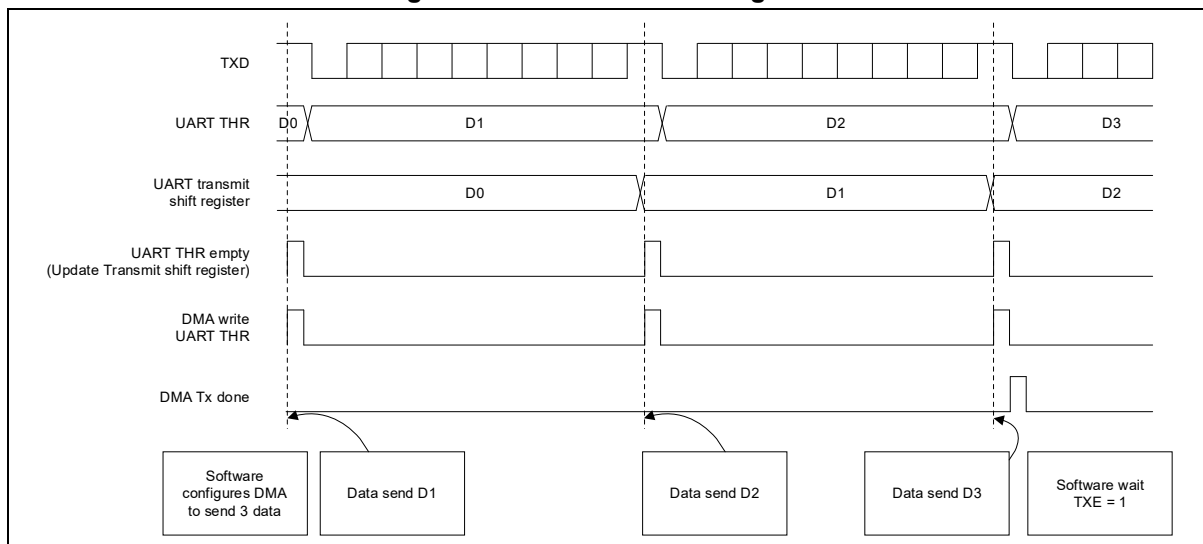 TXD
UART THR
D0
D1
D2
D3
UART transmit
shift register
D0
D1
D2
UART THR empty
(Update Transmit shift register)
DMA write
UART THR
DMA Tx done
Software
configures DMA
to send 3 data
Data send D1
Data send D2
Data send D3
Software wait
TXE = 1